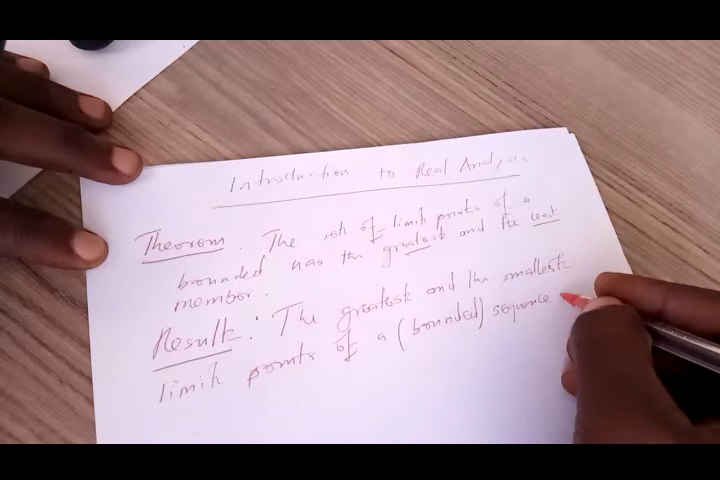 Introduction to Real Analysis
Theorem: The set of limit points of a
bounded has the greatest and the least
member.
Result: The greatest and the smallest
limit points of a (bounded) sequence